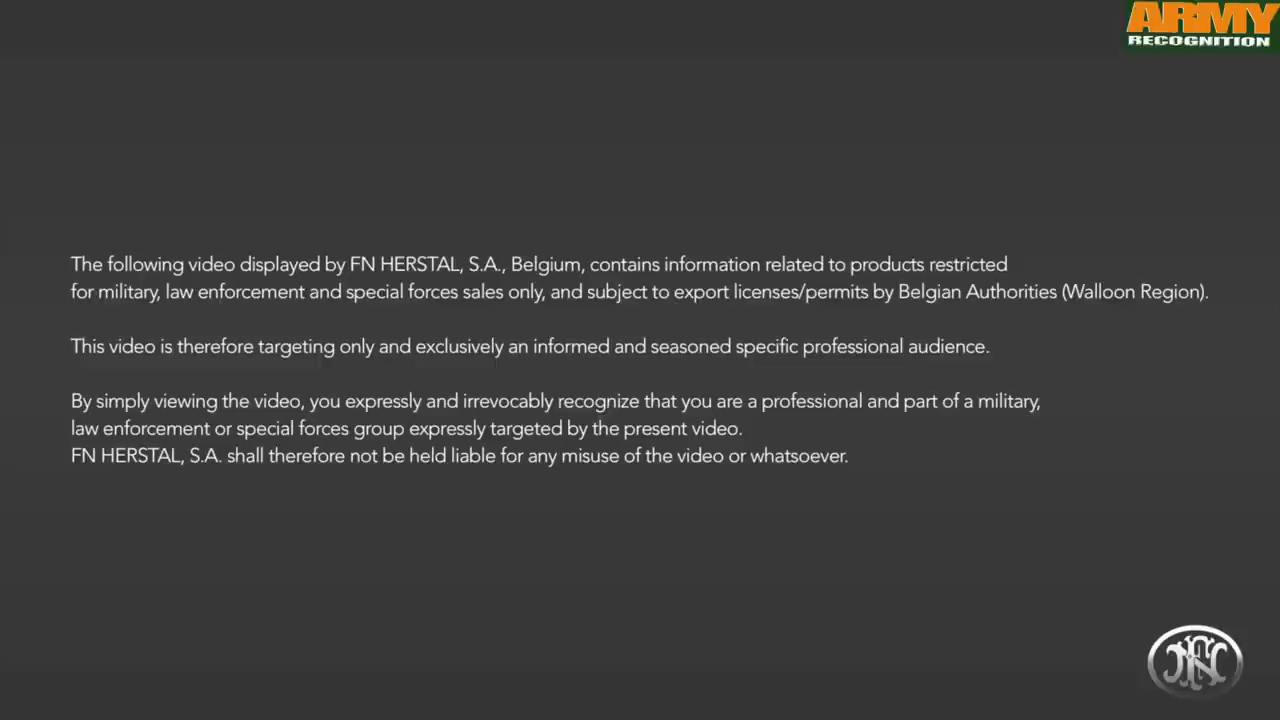 ARMY
RECOGNITION
The following video displayed by FN HERSTAL, S.A., Belgium, contains information related to products restricted
for military, law enforcement and special forces sales only, and subject to export licenses/permits by Belgian Authorities (Walloon Region).
This video is therefore targeting only and exclusively an informed and seasoned specific professional audience.
By simply viewing the video, you expressly and irrevocably recognize that you are a professional and part of a military,
law enforcement or special forces group expressly targeted by the present video.
FN HERSTAL, S.A. shall therefore not be held liable for any misuse of the video or whatsoever.
FN